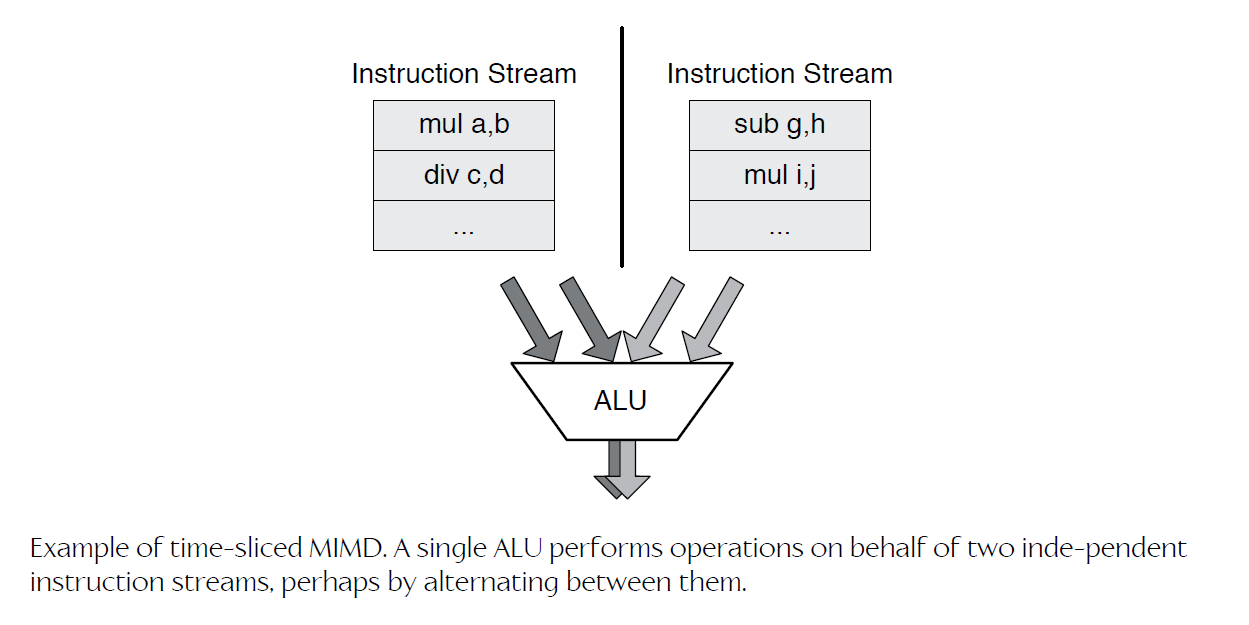 Instruction Stream
mul a,b
div c,d
...
Instruction Stream
sub g,h
mul i,j
...
ALU
Example of time-sliced MIMD. A single ALU performs operations on behalf of two inde-pendent
instruction streams, perhaps by alternating between them.